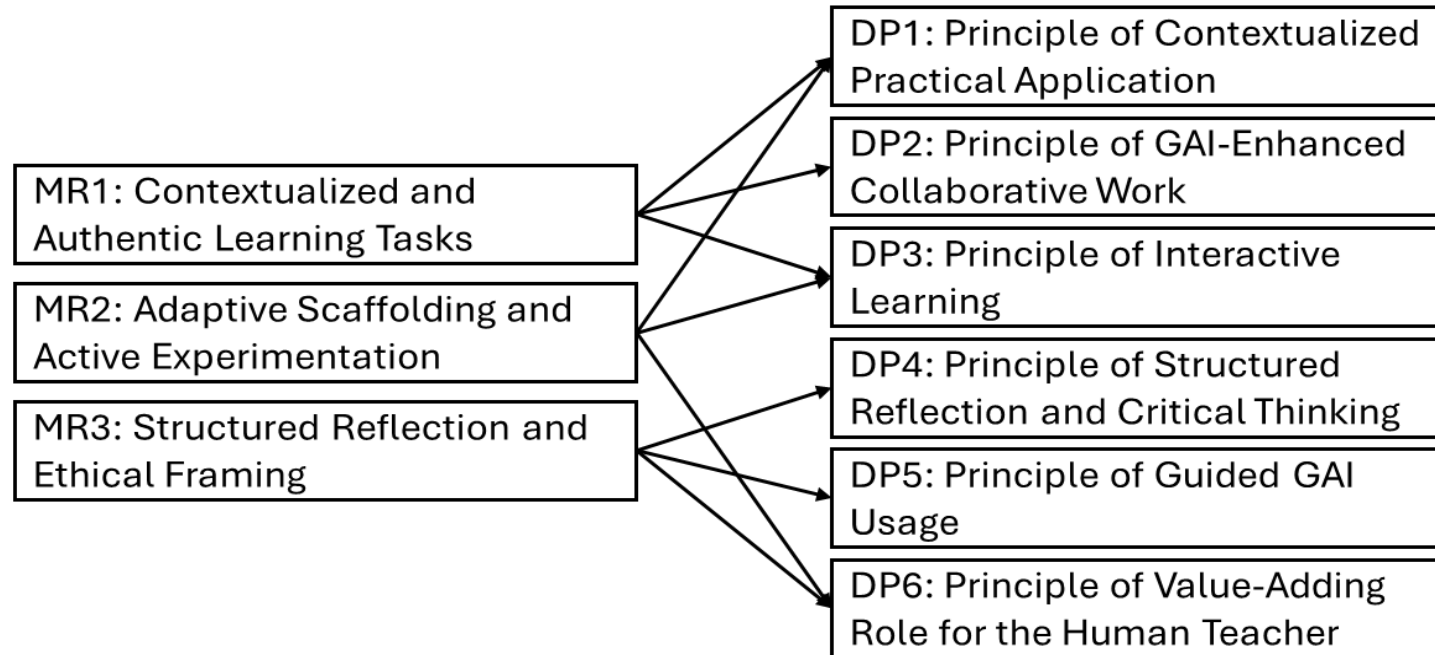 MR1: Contextualized and
Authentic Learning Tasks
MR2: Adaptive Scaffolding and
Active Experimentation
MR3: Structured Reflection and
Ethical Framing
DP1: Principle of Contextualized
Practical Application
DP2: Principle of GAI-Enhanced
Collaborative Work
DP3: Principle of Interactive
Learning
DP4: Principle of Structured
Reflection and Critical Thinking
DP5: Principle of Guided GAI
Usage
DP6: Principle of Value-Adding
Role for the Human Teacher